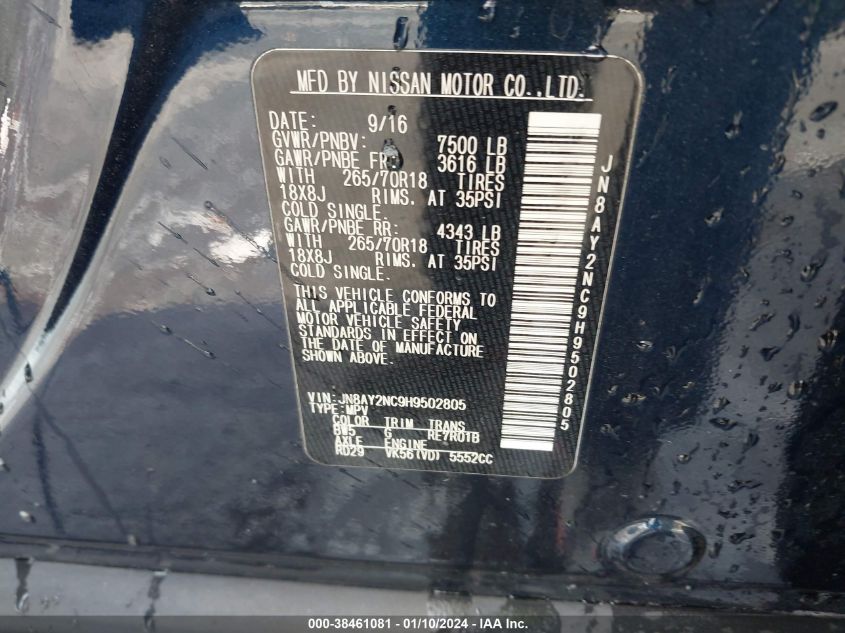 MFD BY NISSAN MOTOR CO.,LTD.
DATE: 9/16
GVWR/PNBV: 7500 LB
GAWR/PNBE FR: 3616 LB
WITH 265/70R18 TIRES
18X8J RIMS. AT 35PSI
COLD SINGLE.
GAWR/PNBE RR: 4343 LB
WITH 265/70R18 TIRES
18X8J RIMS. AT 35PSI
COLD SINGLE.
THIS VEHICLE CONFORMS TO
ALL APPLICABLE FEDERAL
MOTOR VEHICLE SAFETY
STANDARDS IN EFFECT ON
THE DATE OF MANUFACTURE
SHOWN ABOVE.
VIN:JN8AY2NC9H9502805
TYPE:MPV
COLOR TRIM TRANS
BW5 G RE7R01B
AXLE ENGINE
RD29 VK56(VD) 5552CC
JN8AY2NC9H9502805
000-38461081 - 01/10/2024 - IAA Inc.